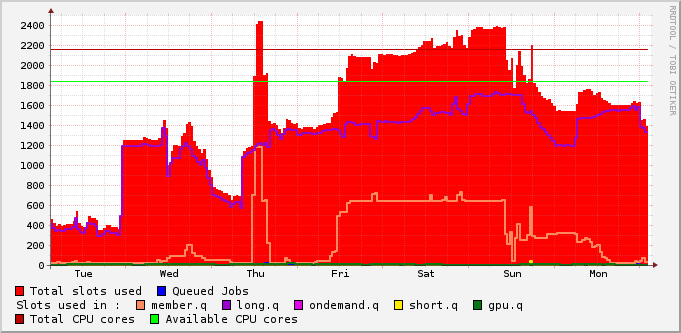 RRDTOOL / TOBI OETIKER
2400
2200
2000
1800
1600
1400
1200
1000
800
600
400
200
0
Tue Wed Thu Fri Sat Sun Mon
Total slots used Queued Jobs
Slots used in : member.q long.q ondemand.q short.q gpu.q
Total CPU cores Available CPU cores